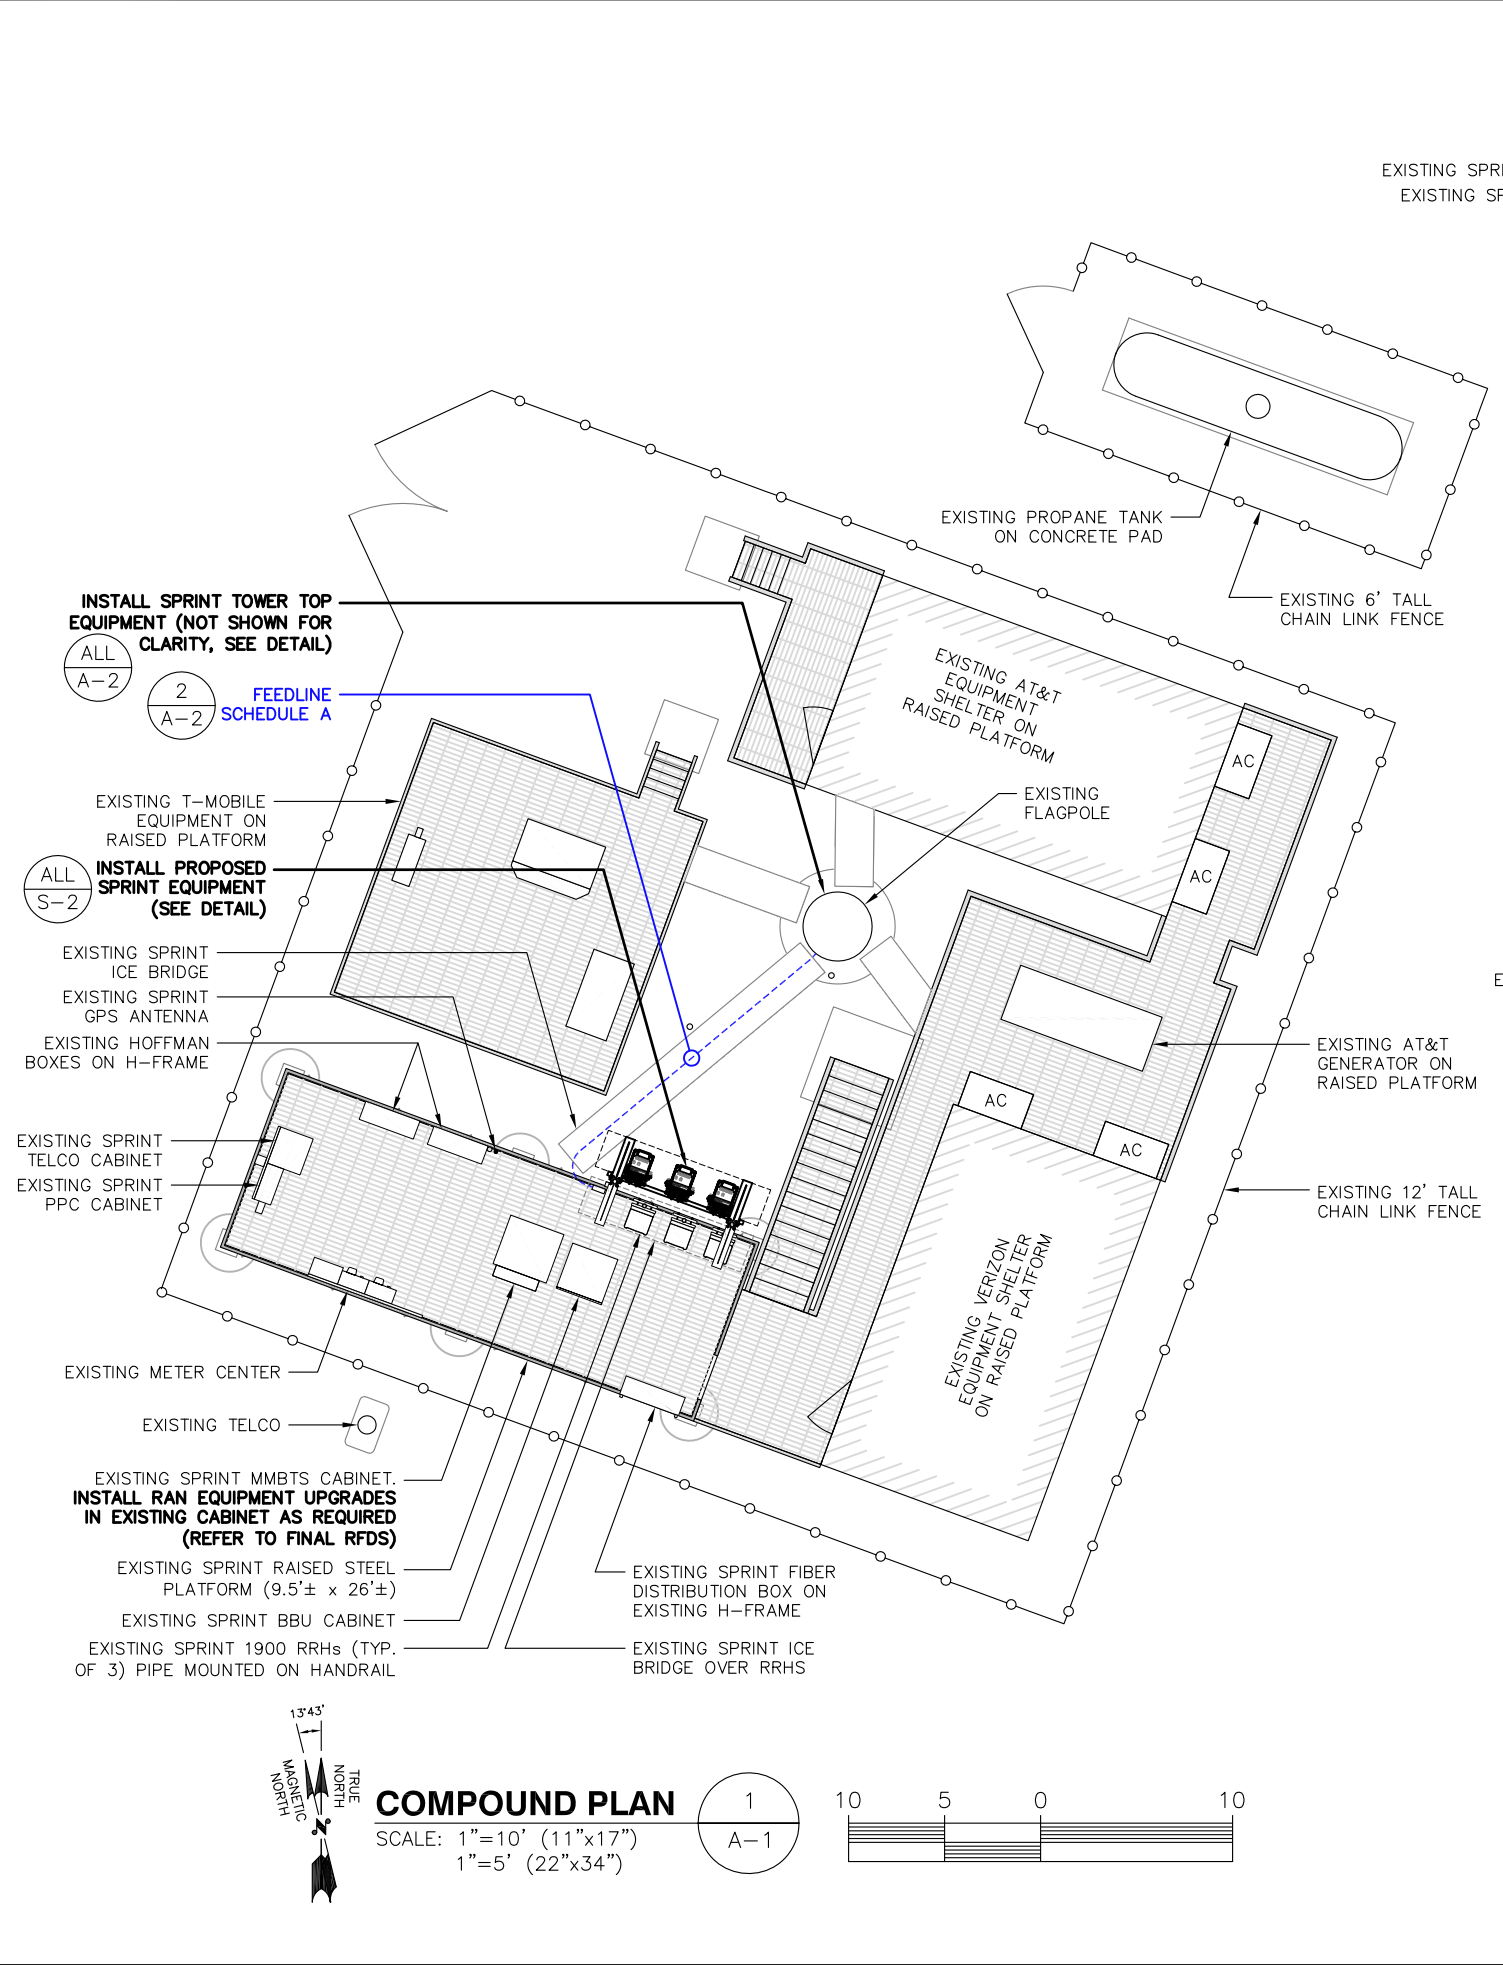 EXISTING SPRI
EXISTING SP
EXISTING PROPANE TANK
ON CONCRETE PAD
EXISTING 6' TALL
CHAIN LINK FENCE
INSTALL SPRINT TOWER TOP
EQUIPMENT (NOT SHOWN FOR
CLARITY, SEE DETAIL)
ALL
A-2
2
A-2
FEEDLINE
SCHEDULE A
EXISTING AT&T
EQUIPMENT
SHELTER ON
RAISED PLATFORM
AC
AC
EXISTING
FLAGPOLE
EXISTING T-MOBILE
EQUIPMENT ON
RAISED PLATFORM
ALL
S-2
INSTALL PROPOSED
SPRINT EQUIPMENT
(SEE DETAIL)
EXISTING SPRINT
ICE BRIDGE
EXISTING SPRINT
GPS ANTENNA
EXISTING HOFFMAN
BOXES ON H-FRAME
E
EXISTING AT&T
GENERATOR ON
RAISED PLATFORM
AC
AC
EXISTING SPRINT
TELCO CABINET
EXISTING SPRINT
PPC CABINET
EXISTING 12' TALL
CHAIN LINK FENCE
EXISTING VERIZON
EQUIPMENT SHELTER
ON RAISED PLATFORM
EXISTING METER CENTER
EXISTING TELCO
EXISTING SPRINT MMBTS CABINET.
INSTALL RAN EQUIPMENT UPGRADES
IN EXISTING CABINET AS REQUIRED
(REFER TO FINAL RFDS)
EXISTING SPRINT RAISED STEEL
PLATFORM (9.5'± x 26'±)
EXISTING SPRINT BBU CABINET
EXISTING SPRINT 1900 RRHs (TYP.
OF 3) PIPE MOUNTED ON HANDRAIL
EXISTING SPRINT FIBER
DISTRIBUTION BOX ON
EXISTING H-FRAME
EXISTING SPRINT ICE
BRIDGE OVER RRHS
13°43'
TRUE
NORTH
MAGNETIC
NORTH
N
COMPOUND PLAN
SCALE: 1"=10' (11"x17")
1"=5' (22"x34")
1
A-1
10 5 0 10